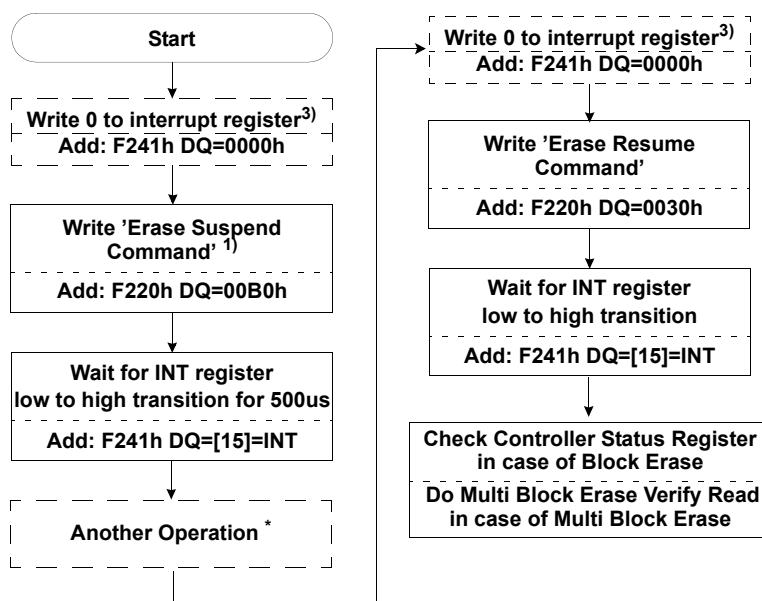 Start
Write 0 to interrupt register3)
Add: F241h DQ=0000h
Write 'Erase Suspend
Command' 1)
Add: F220h DQ=00B0h
Wait for INT register
low to high transition for 500us
Add: F241h DQ=[15]=INT
Another Operation *
Write 0 to interrupt register3)
Add: F241h DQ=0000h
Write 'Erase Resume
Command'
Add: F220h DQ=0030h
Wait for INT register
low to high transition
Add: F241h DQ=[15]=INT
Check Controller Status Register
in case of Block Erase
Do Multi Block Erase Verify Read
in case of Multi Block Erase